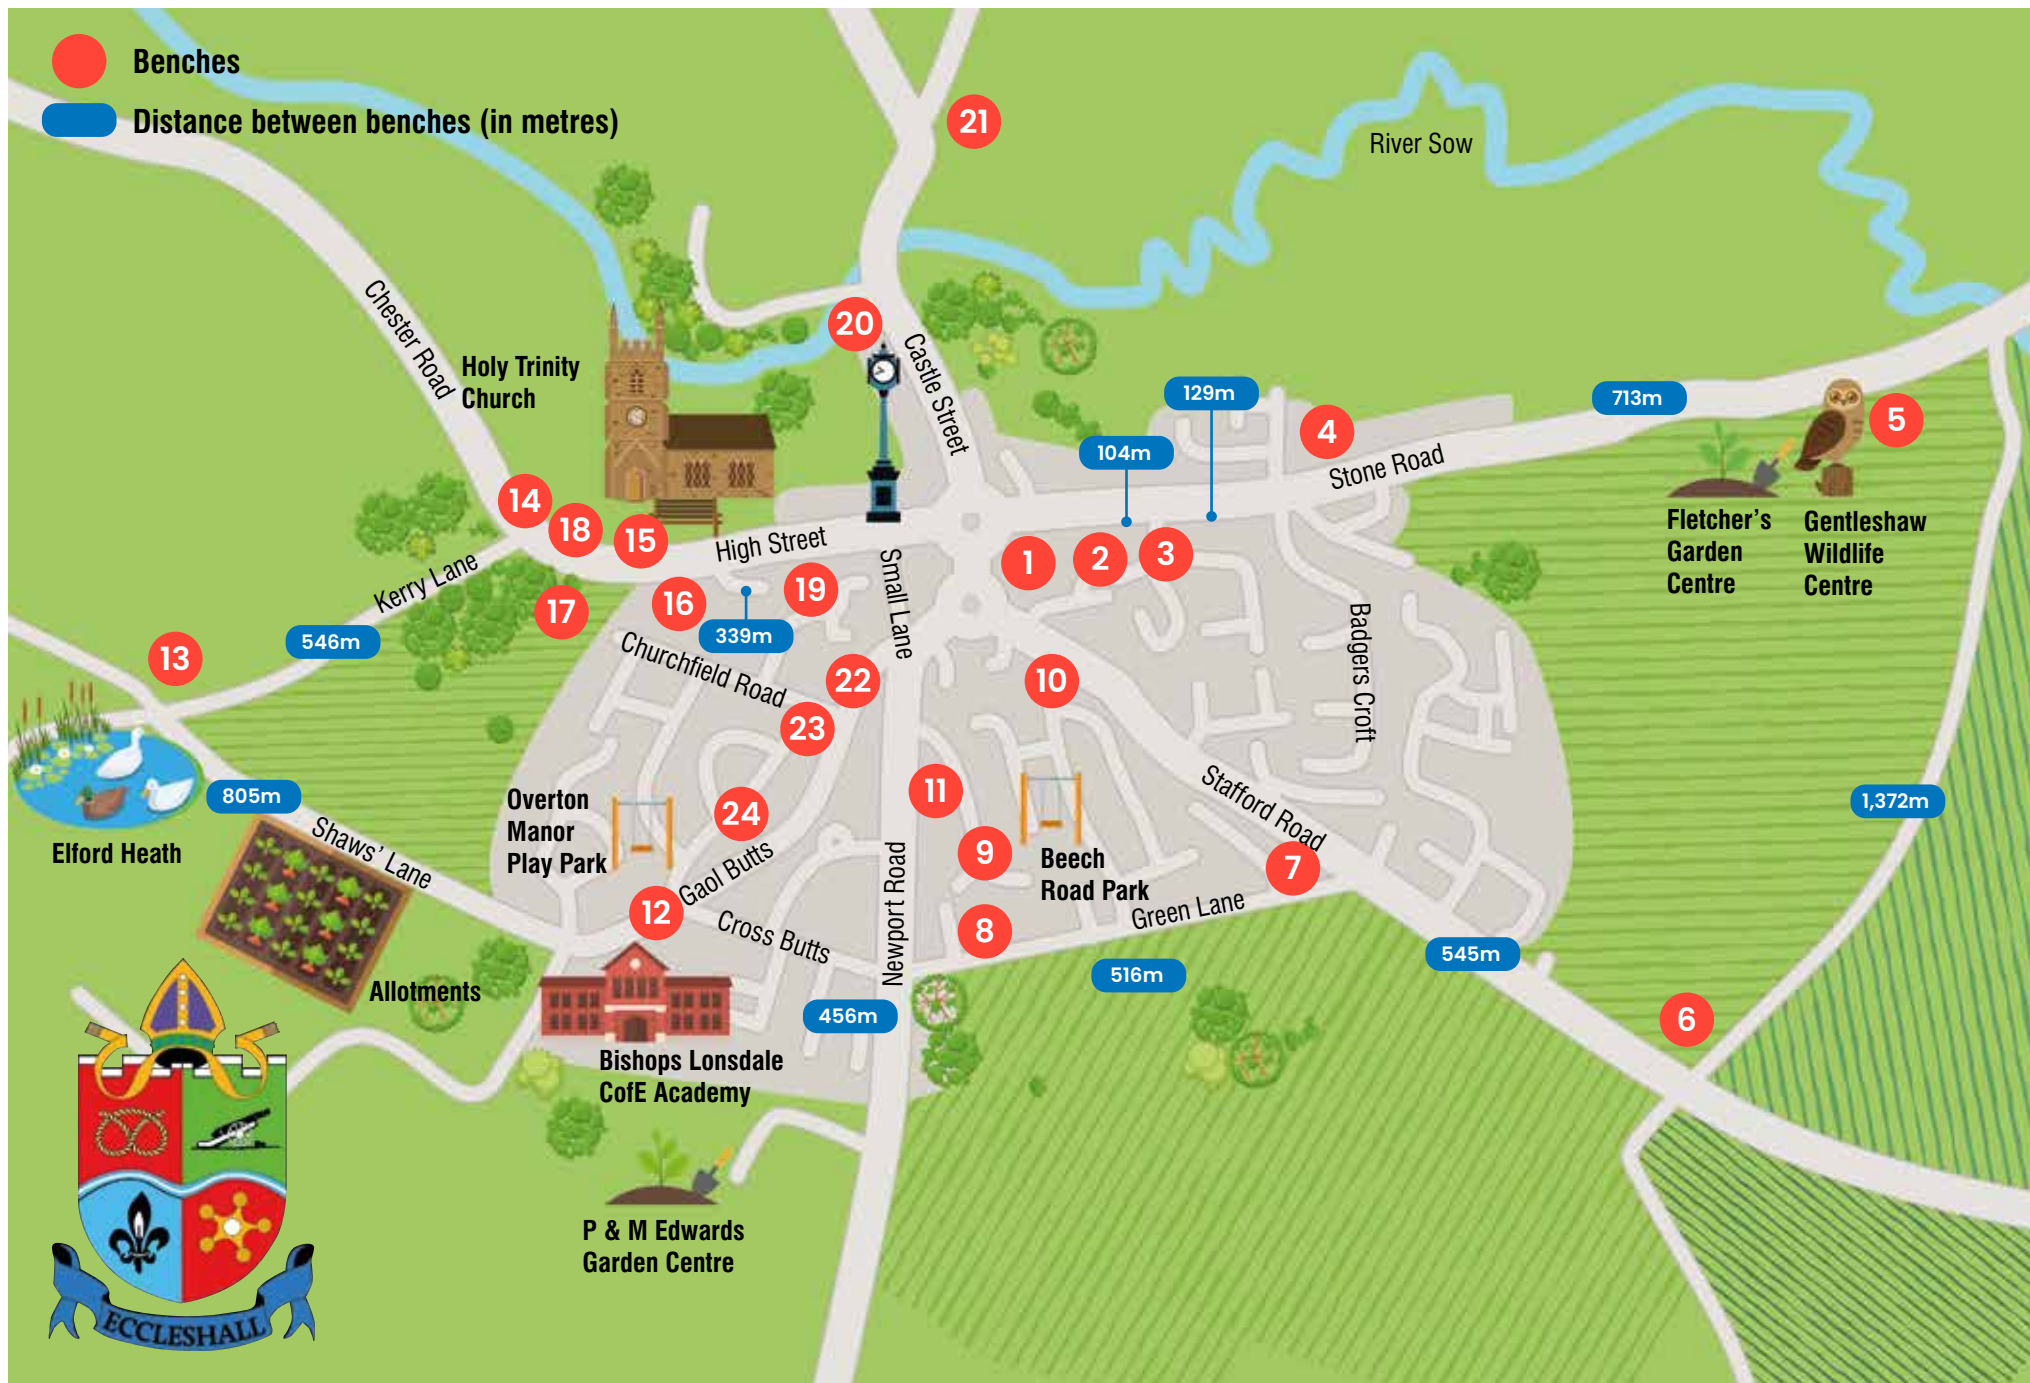 Benches
Distance between benches (in metres)
21
River Sow
Chester Road
20
Castle Street
Holy Trinity
Church
129m
713m
4
5
104m
Stone Road
14
18
15
High Street
1
2
3
Fletcher's
Garden
Centre
Gentleshaw
Wildlife
Centre
Kerry Lane
17
16
19
Small Lane
339m
546m
13
Churchfield Road
22
10
Badgers Croft
23
805m
Elford Heath
Shaws' Lane
Overton
Manor
Play Park
24
11
9
Beech
Road Park
Stafford Road
7
1,372m
12
Gaol Butts
Cross Butts
Newport Road
8
Green Lane
545m
516m
456m
6
Allotments
Bishops Lonsdale
CofE Academy
P & M Edwards
Garden Centre
ECCLESHALL